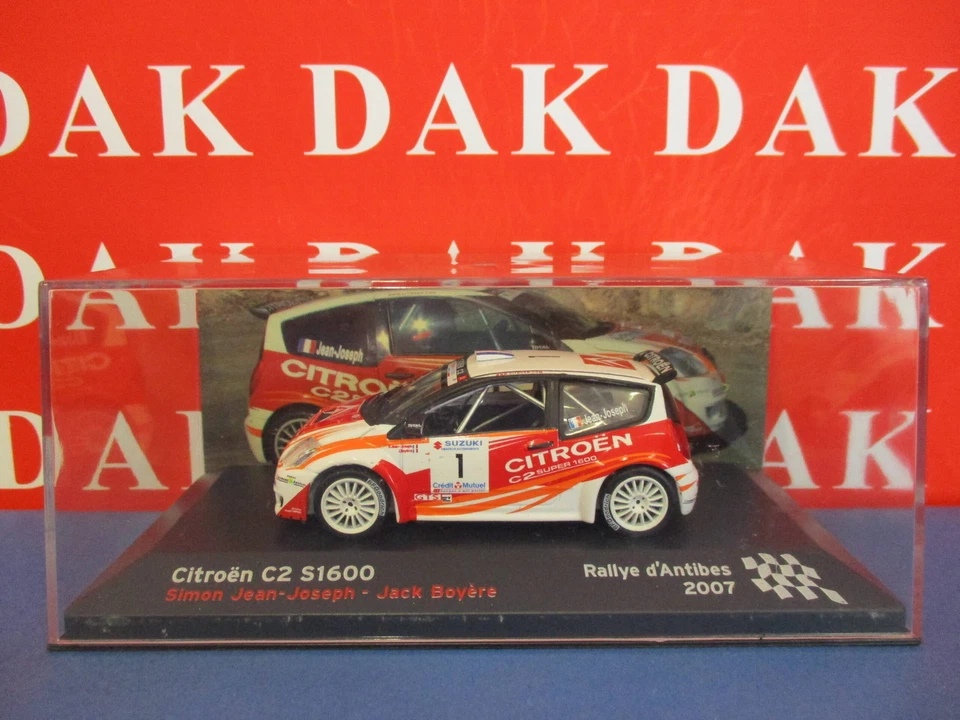 DAK DAK DAK DAK
DAK DAK DAK DAK
Jean-Joseph
CITROËN
C2
Jean-Joseph
SUZUKI
1
CITROËN
C2 SUPER 1600
Crédit Mutuel
GTS
Citroën C2 S1600
Simon Jean-Joseph - Jack Boyère
Rallye d'Antibes
2007